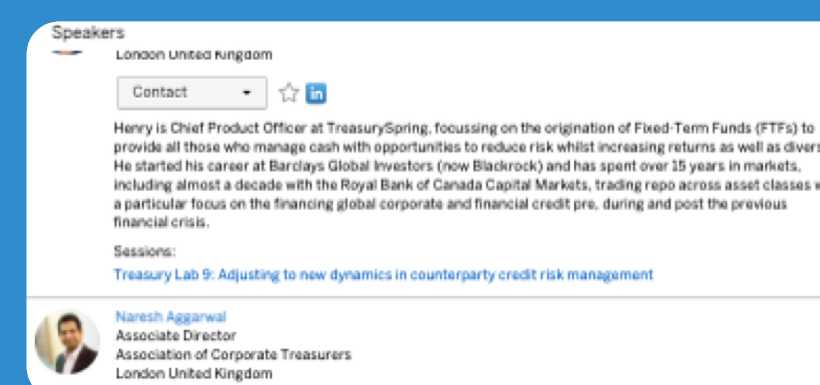 Speakers
London United Kingdom
Contact
in
Henry is Chief Product Officer at TreasurySpring, focussing on the origination of Fixed-Term Funds (FTFs) to
provide all those who manage cash with opportunities to reduce risk whilst increasing returns as well as divers
He started his career at Barclays Global Investors (now Blackrock) and has spent over 15 years in markets,
including almost a decade with the Royal Bank of Canada Capital Markets, trading repo across asset classes w
a particular focus on the financing global corporate and financial credit pre, during and post the previous
financial crisis.
Sessions:
Treasury Lab 9: Adjusting to new dynamics in counterparty credit risk management
Naresh Aggarwal
Associate Director
Association of Corporate Treasurers
London United Kingdom